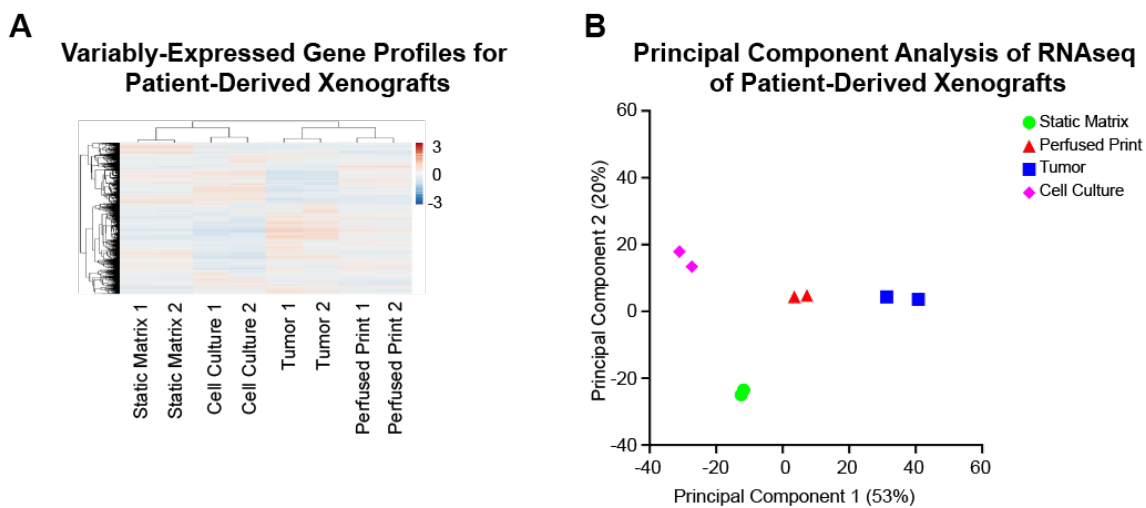 A
Variably-Expressed Gene Profiles for
Patient-Derived Xenografts
3
0
-3
Static Matrix 1
Static Matrix 2
Cell Culture 1
Cell Culture 2
Tumor 1
Tumor 2
Perfused Print 1
Perfused Print 2
B
Principal Component Analysis of RNAseq
of Patient-Derived Xenografts
Static Matrix
Perfused Print
Tumor
Cell Culture
Principal Component 2 (20%)
60
40
20
0
-20
-40
-40 -20 0 20 40 60
Principal Component 1 (53%)